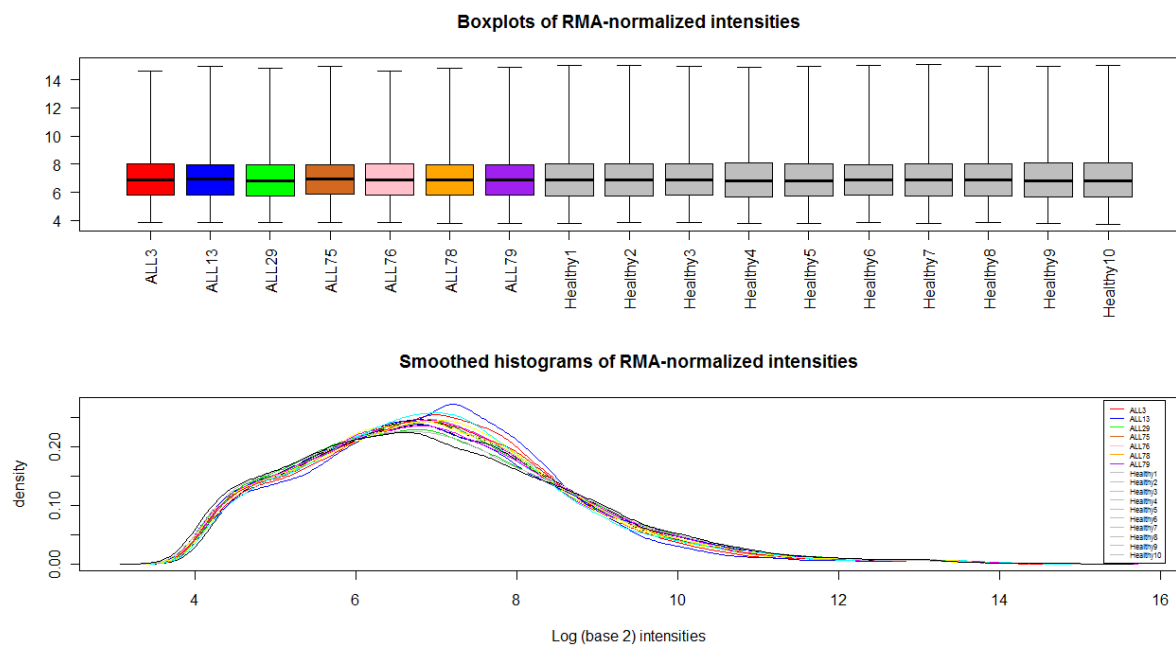 Boxplots of RMA-normalized intensities
14
12
10
8
6
4
ALL3
ALL13
ALL29
ALL75
ALL76
ALL78
ALL79
Healthy1
Healthy2
Healthy3
Healthy4
Healthy5
Healthy6
Healthy7
Healthy8
Healthy9
Healthy10
Smoothed histograms of RMA-normalized intensities
density
0.20
0.10
0.00
4 6 8 10 12 14 16
Log (base 2) intensities
ALL3
ALL13
ALL29
ALL75
ALL76
ALL78
ALL79
Healthy1
Healthy2
Healthy3
Healthy4
Healthy5
Healthy6
Healthy7
Healthy8
Healthy9
Healthy10